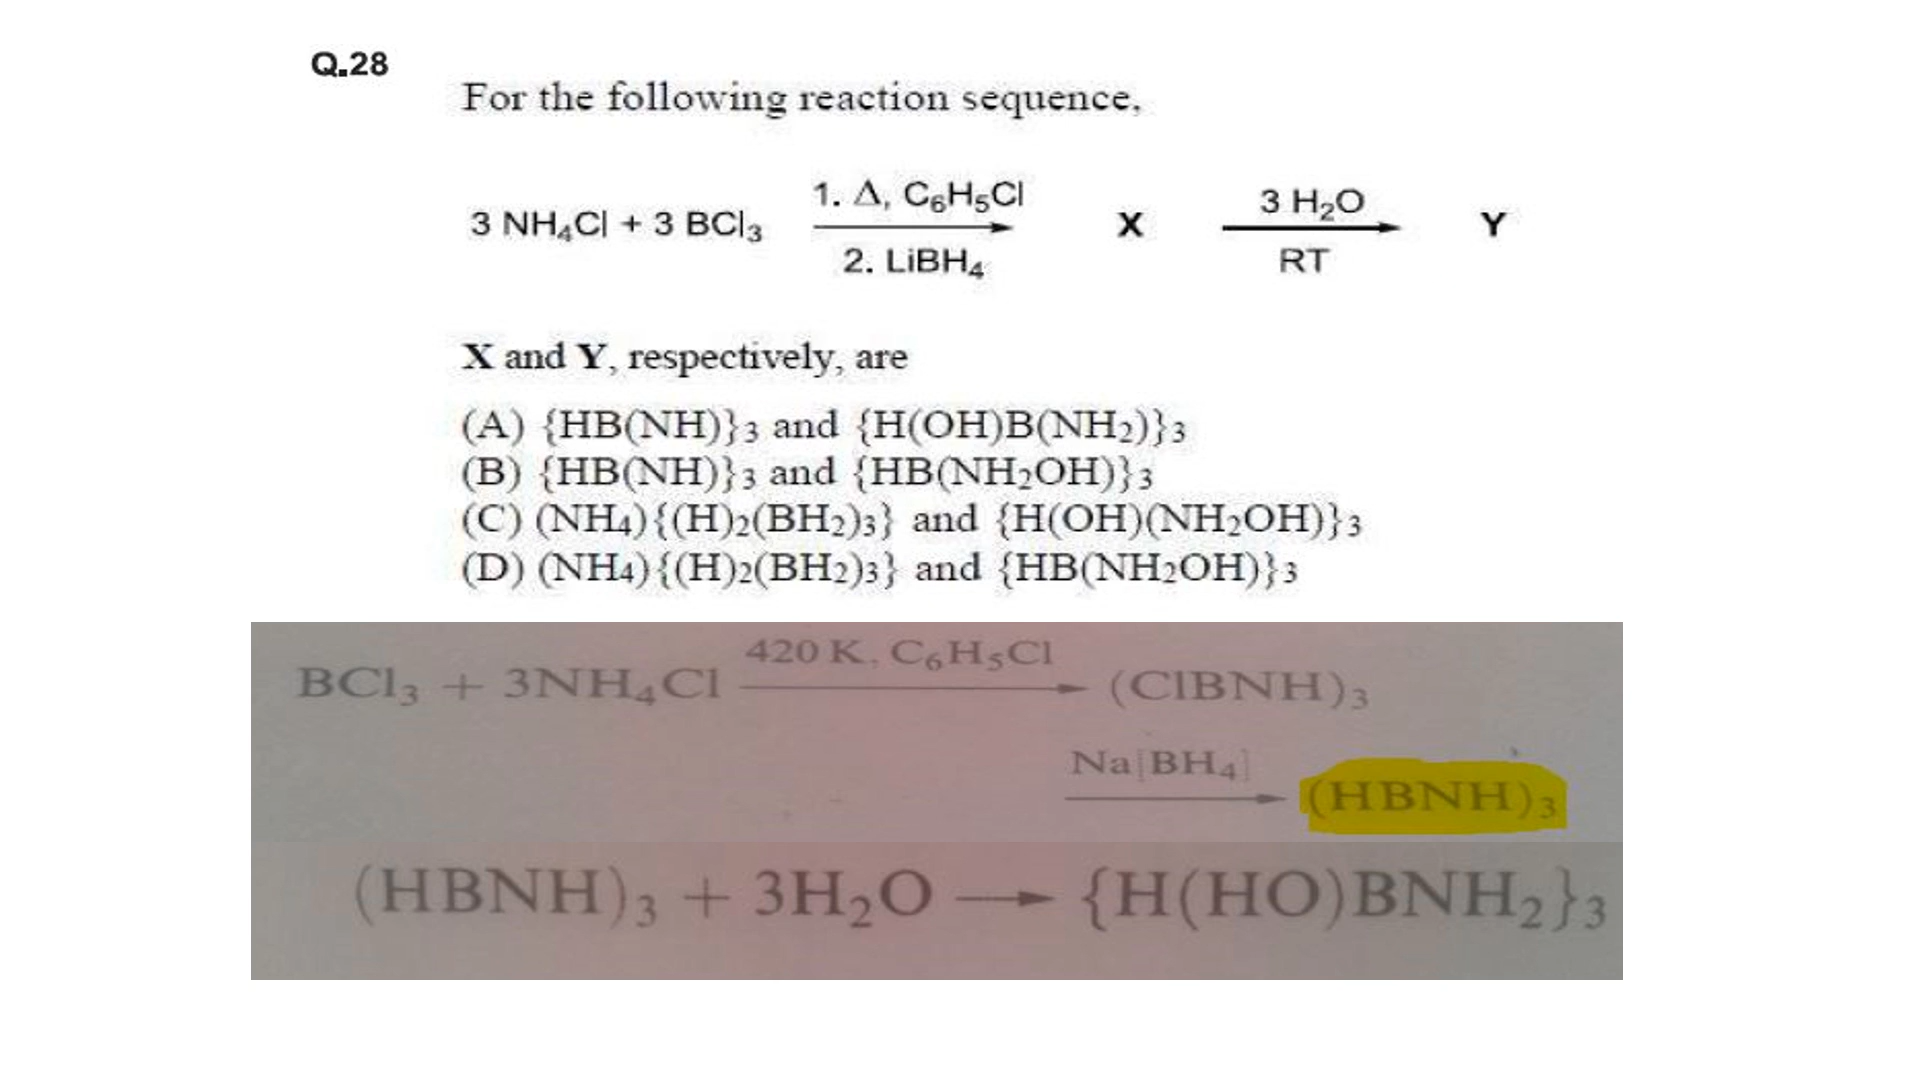 Q.28
For the following reaction sequence,
1. Δ, C₆H₅Cl
3 H₂O
3 NH₄Cl + 3 BCl₃
X
Y
2. LiBH₄
RT
X and Y, respectively, are
(A) {HB(NH)}₃ and {H(OH)B(NH₂)}₃
(B) {HB(NH)}₃ and {HB(NH₂OH)}₃
(C) (NH₄){(H)₂(BH₂)₃} and {H(OH)(NH₂OH)}₃
(D) (NH₄){(H)₂(BH₂)₃} and {HB(NH₂OH)}₃
420 K, C₆H₅Cl
BCl₃ + 3NH₄Cl
(ClBNH)₃
Na[BH₄]
(HBNH)₃
(HBNH)₃ + 3H₂O → {H(HO)BNH₂}₃